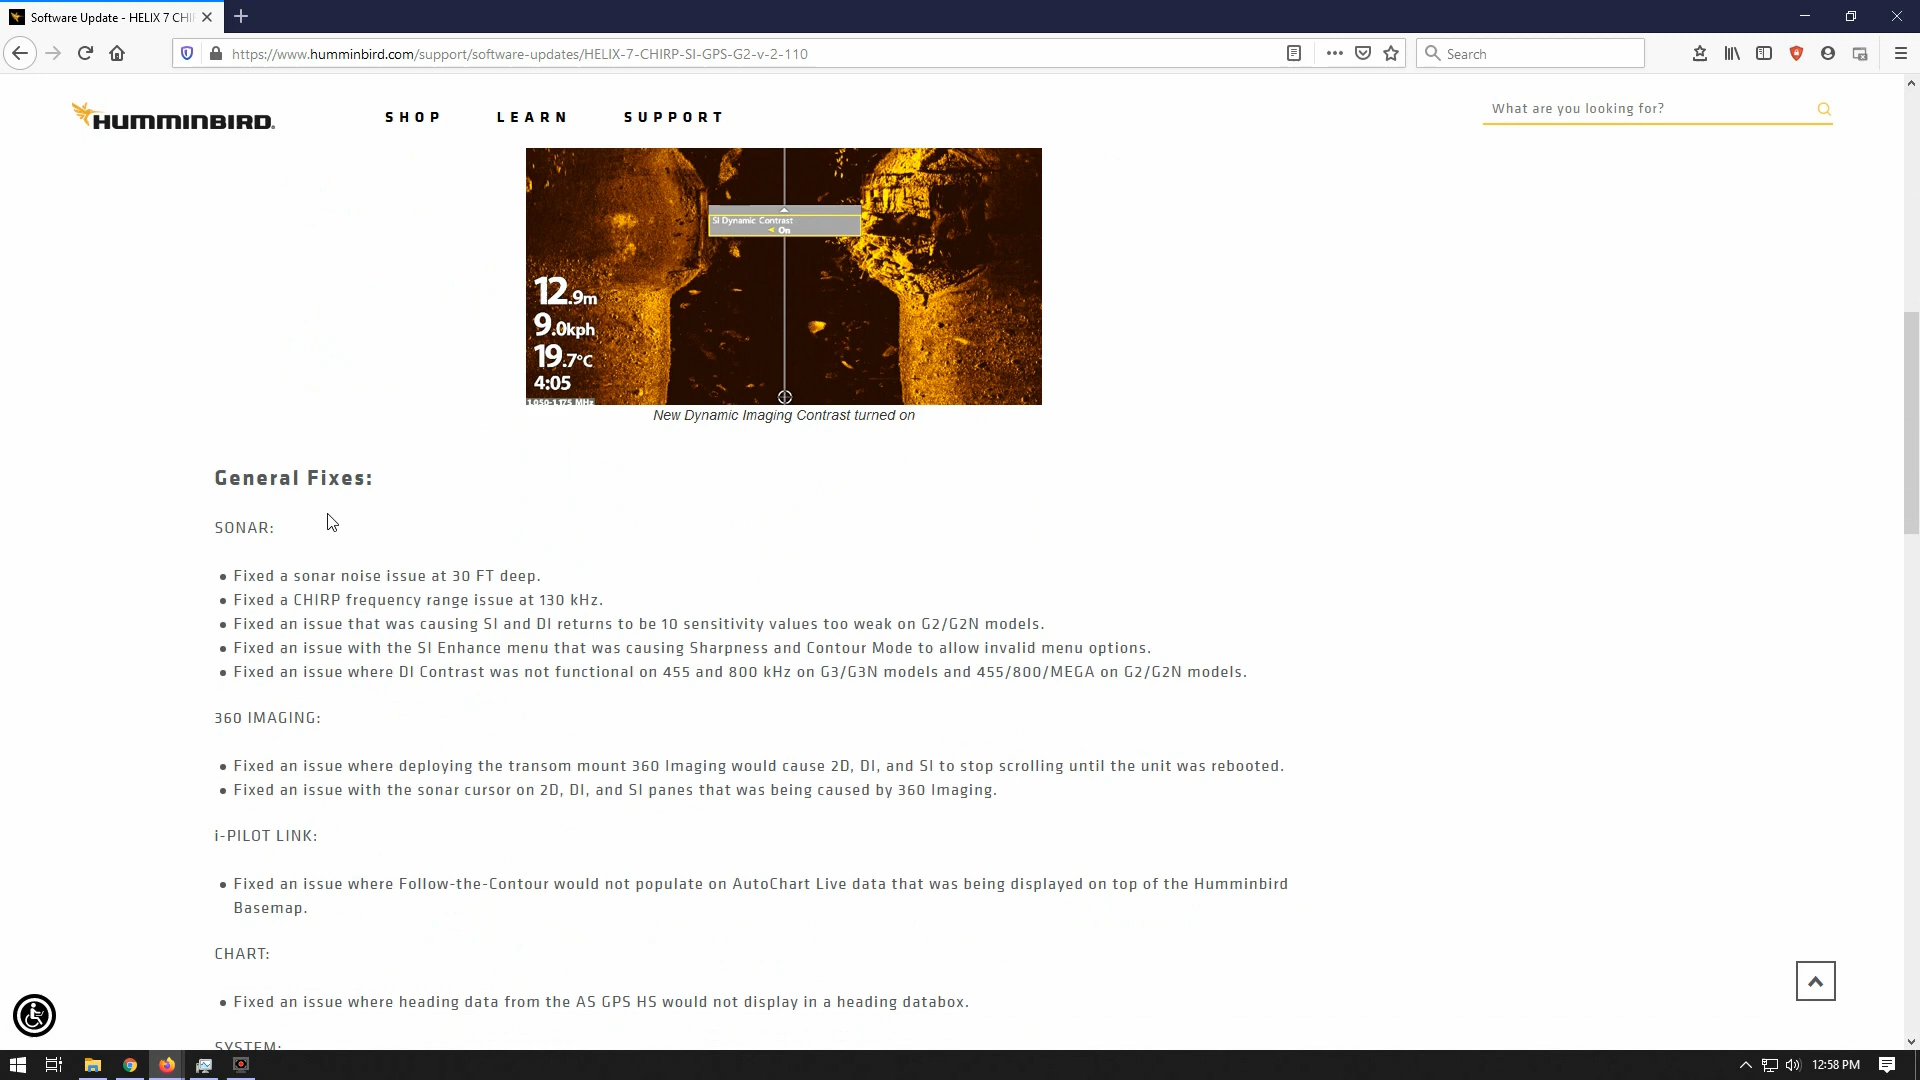 Software Update - HELIX 7 CHI
https://www.humminbird.com/support/software-updates/HELIX-7-CHIRP-SI-GPS-G2-v-2-110
Search
HUMMINBIRD.
SHOP
LEARN
SUPPORT
What are you looking for?
SI Dynamic Contrast
On
12.9m
9.0kph
19.7°C
4:05
1.050-1.175 MHz
New Dynamic Imaging Contrast turned on
General Fixes:
SONAR:
• Fixed a sonar noise issue at 30 FT deep.
• Fixed a CHIRP frequency range issue at 130 kHz.
• Fixed an issue that was causing SI and DI returns to be 10 sensitivity values too weak on G2/G2N models.
• Fixed an issue with the SI Enhance menu that was causing Sharpness and Contour Mode to allow invalid menu options.
• Fixed an issue where DI Contrast was not functional on 455 and 800 kHz on G3/G3N models and 455/800/MEGA on G2/G2N models.
360 IMAGING:
• Fixed an issue where deploying the transom mount 360 Imaging would cause 2D, DI, and SI to stop scrolling until the unit was rebooted.
• Fixed an issue with the sonar cursor on 2D, DI, and SI panes that was being caused by 360 Imaging.
i-PILOT LINK:
• Fixed an issue where Follow-the-Contour would not populate on AutoChart Live data that was being displayed on top of the Humminbird
Basemap.
CHART:
• Fixed an issue where heading data from the AS GPS HS would not display in a heading databox.
SYSTEM:
12:58 PM